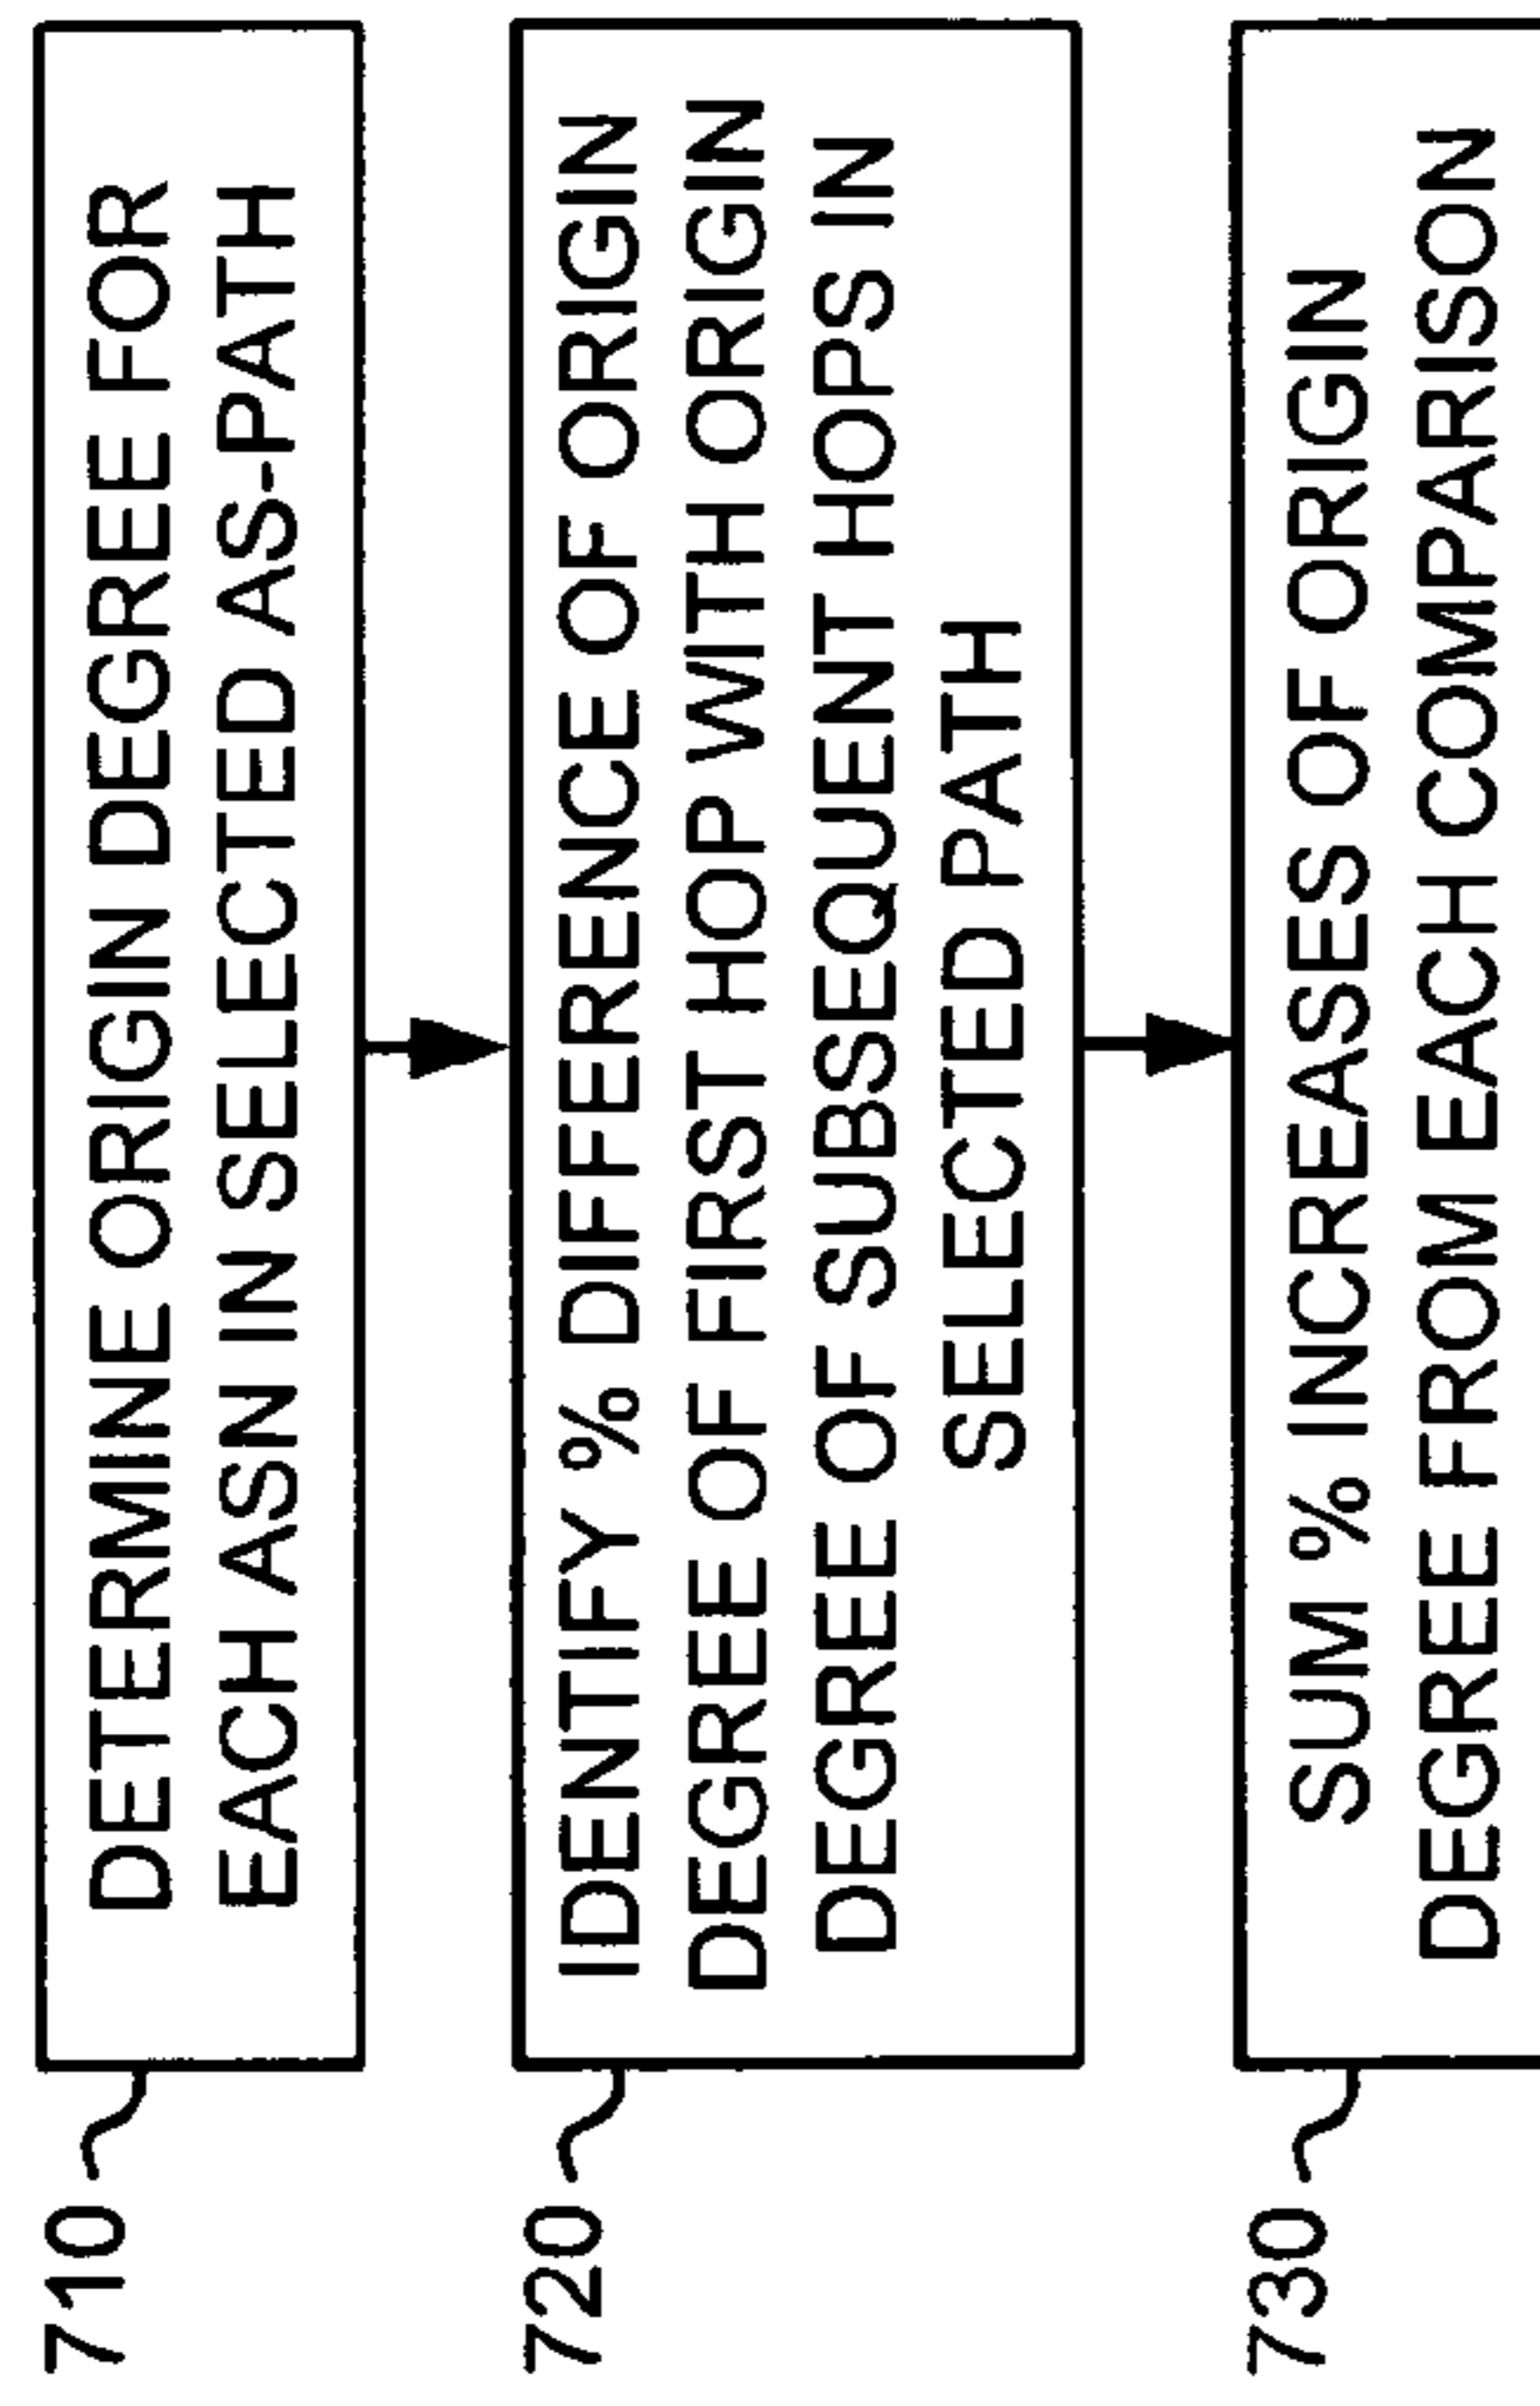 710
DETERMINE ORIGIN DEGREE FOR
EACH ASN IN SELECTED AS-PATH
720
IDENTIFY % DIFFERENCE OF ORIGIN
DEGREE OF FIRST HOP WITH ORIGIN
DEGREE OF SUBSEQUENT HOPS IN
SELECTED PATH
730
SUM % INCREASES OF ORIGIN
DEGREE FROM EACH COMPARISON